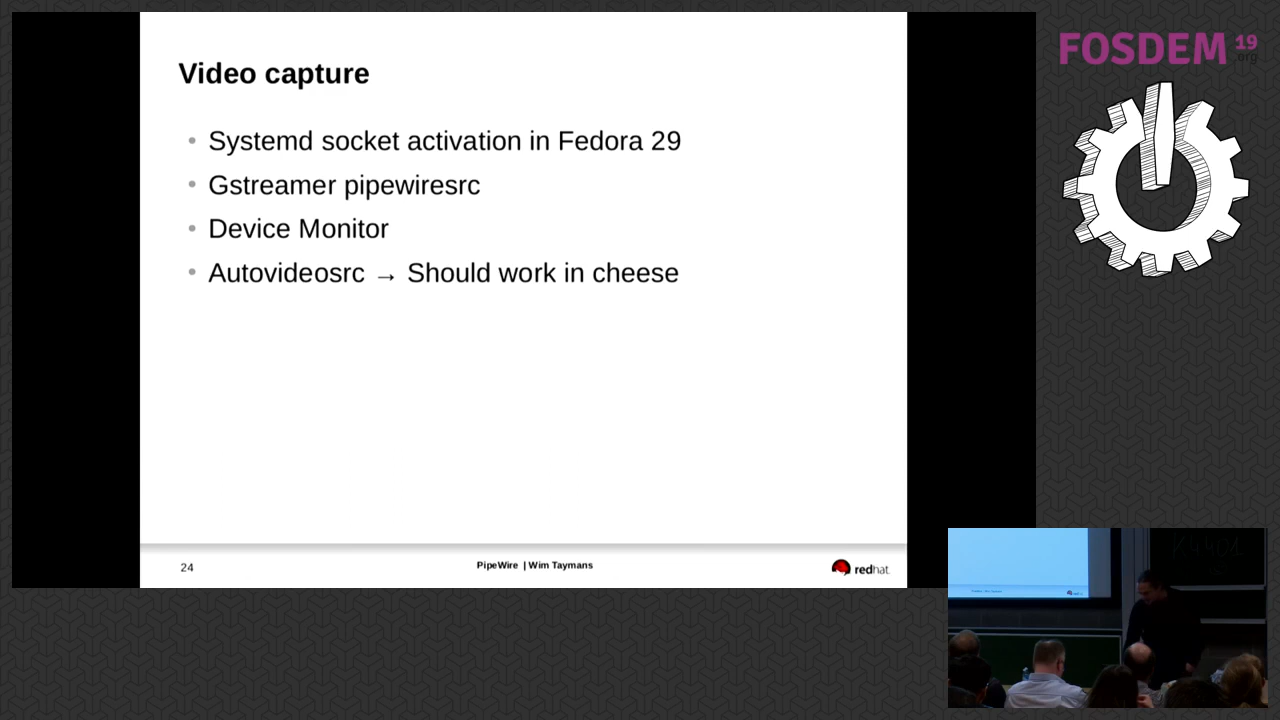 Video capture
Systemd socket activation in Fedora 29
Gstreamer pipewiresrc
Device Monitor
Autovideosrc → Should work in cheese
24
PipeWire | Wim Taymans
redhat.
FOSDEM 19
.org